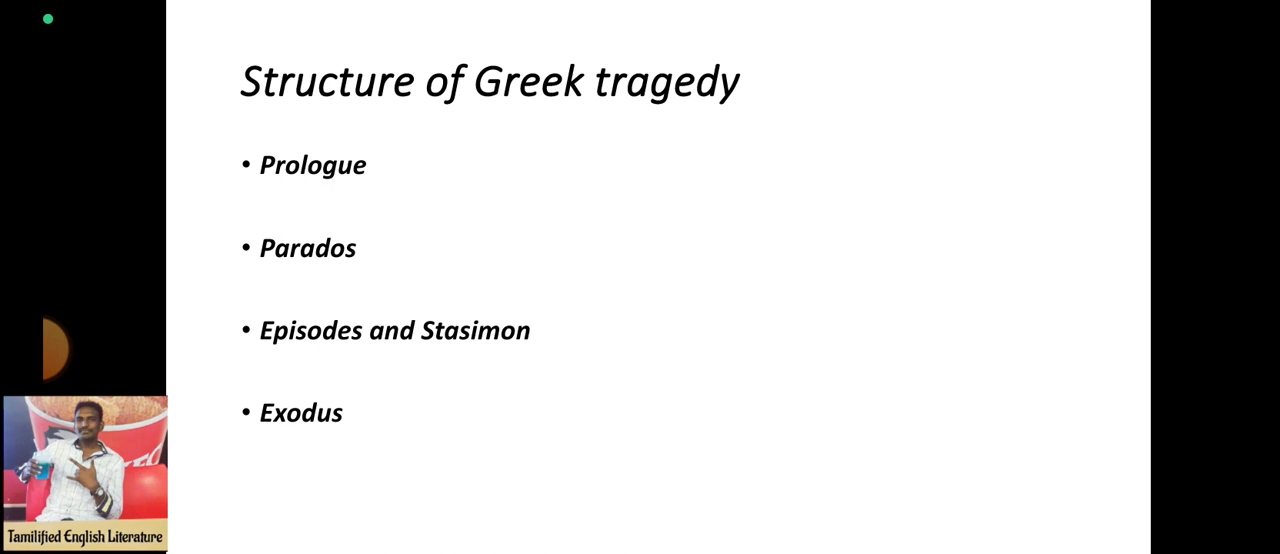 Structure of Greek tragedy
• Prologue
• Parados
• Episodes and Stasimon
• Exodus
Tamilified English Literature